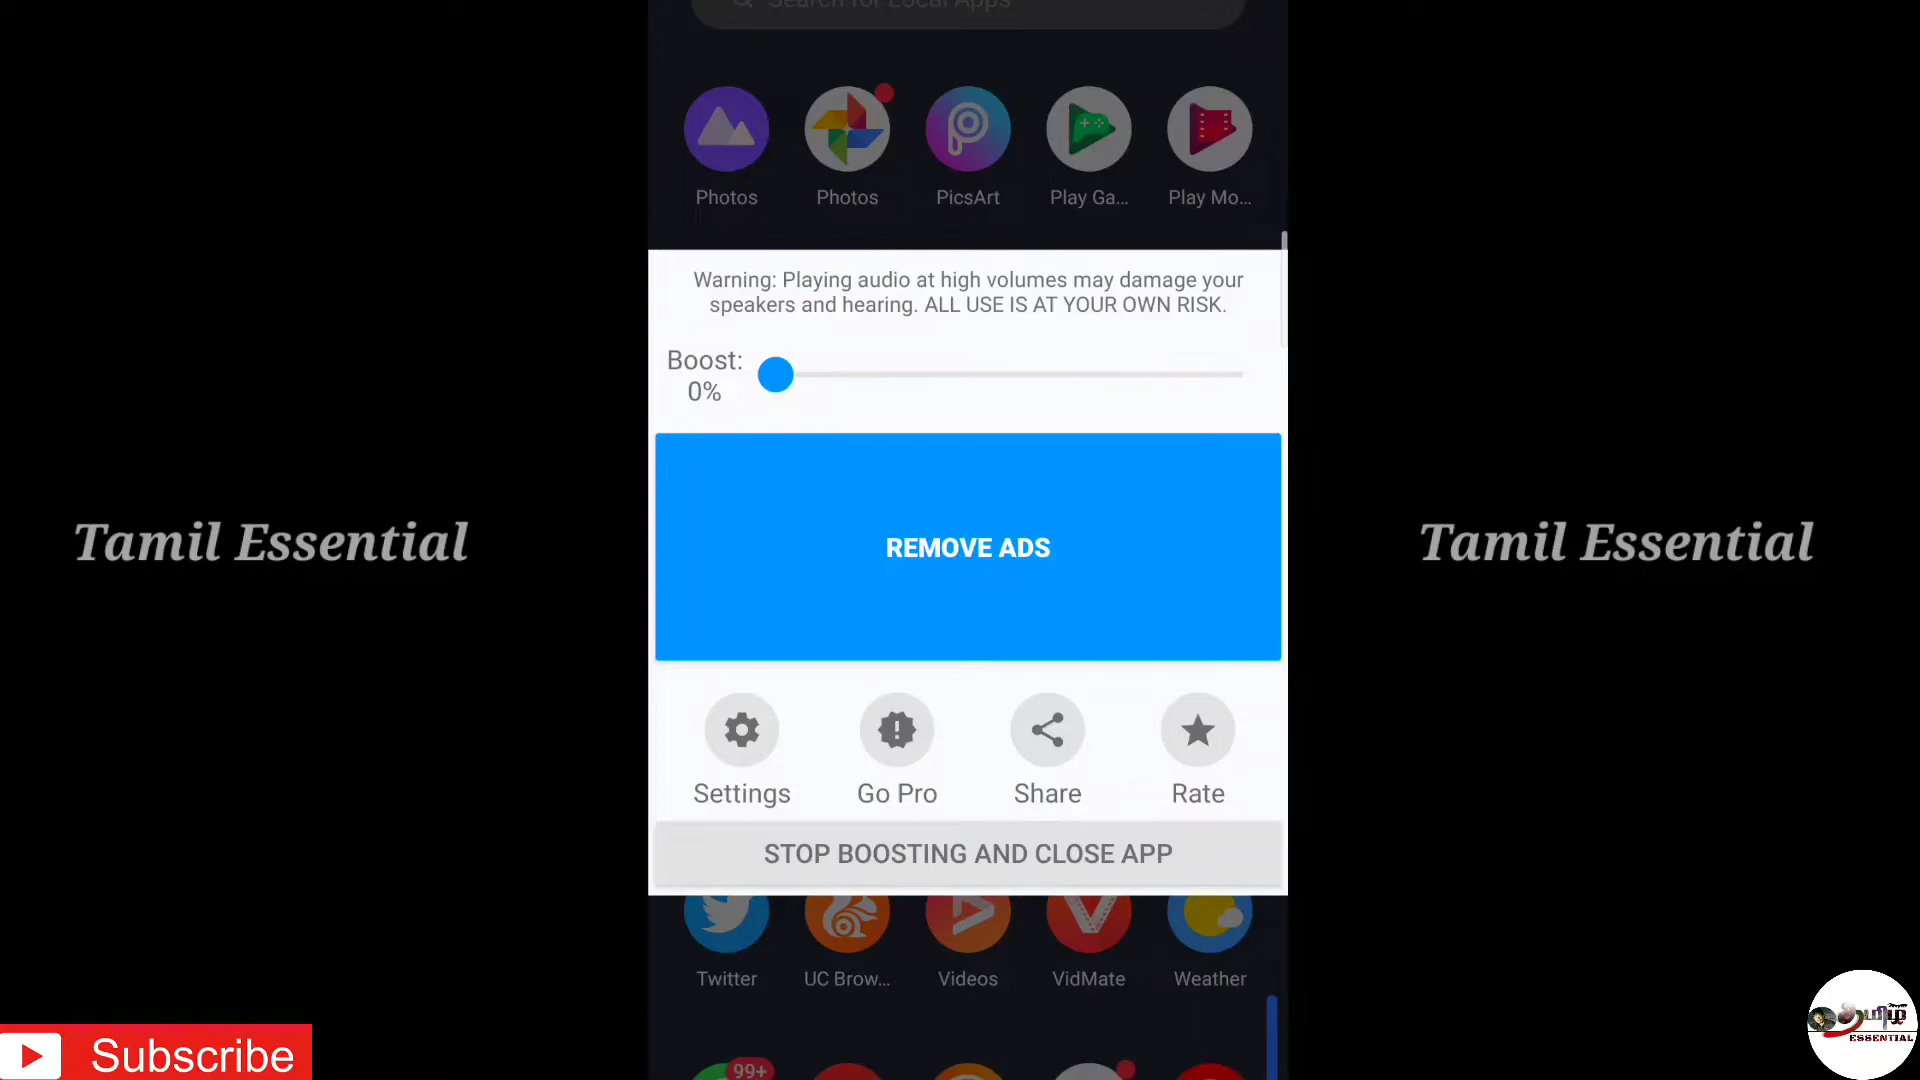 Search for Local Apps
Photos
Photos
PicsArt
Play Ga...
Play Mo...
Warning: Playing audio at high volumes may damage your
speakers and hearing. ALL USE IS AT YOUR OWN RISK.
Boost:
0%
REMOVE ADS
Tamil Essential
Tamil Essential
Settings
Go Pro
Share
Rate
STOP BOOSTING AND CLOSE APP
Twitter
UC Brow...
Videos
VidMate
Weather
99+
Subscribe
தமிழ்
ESSENTIAL